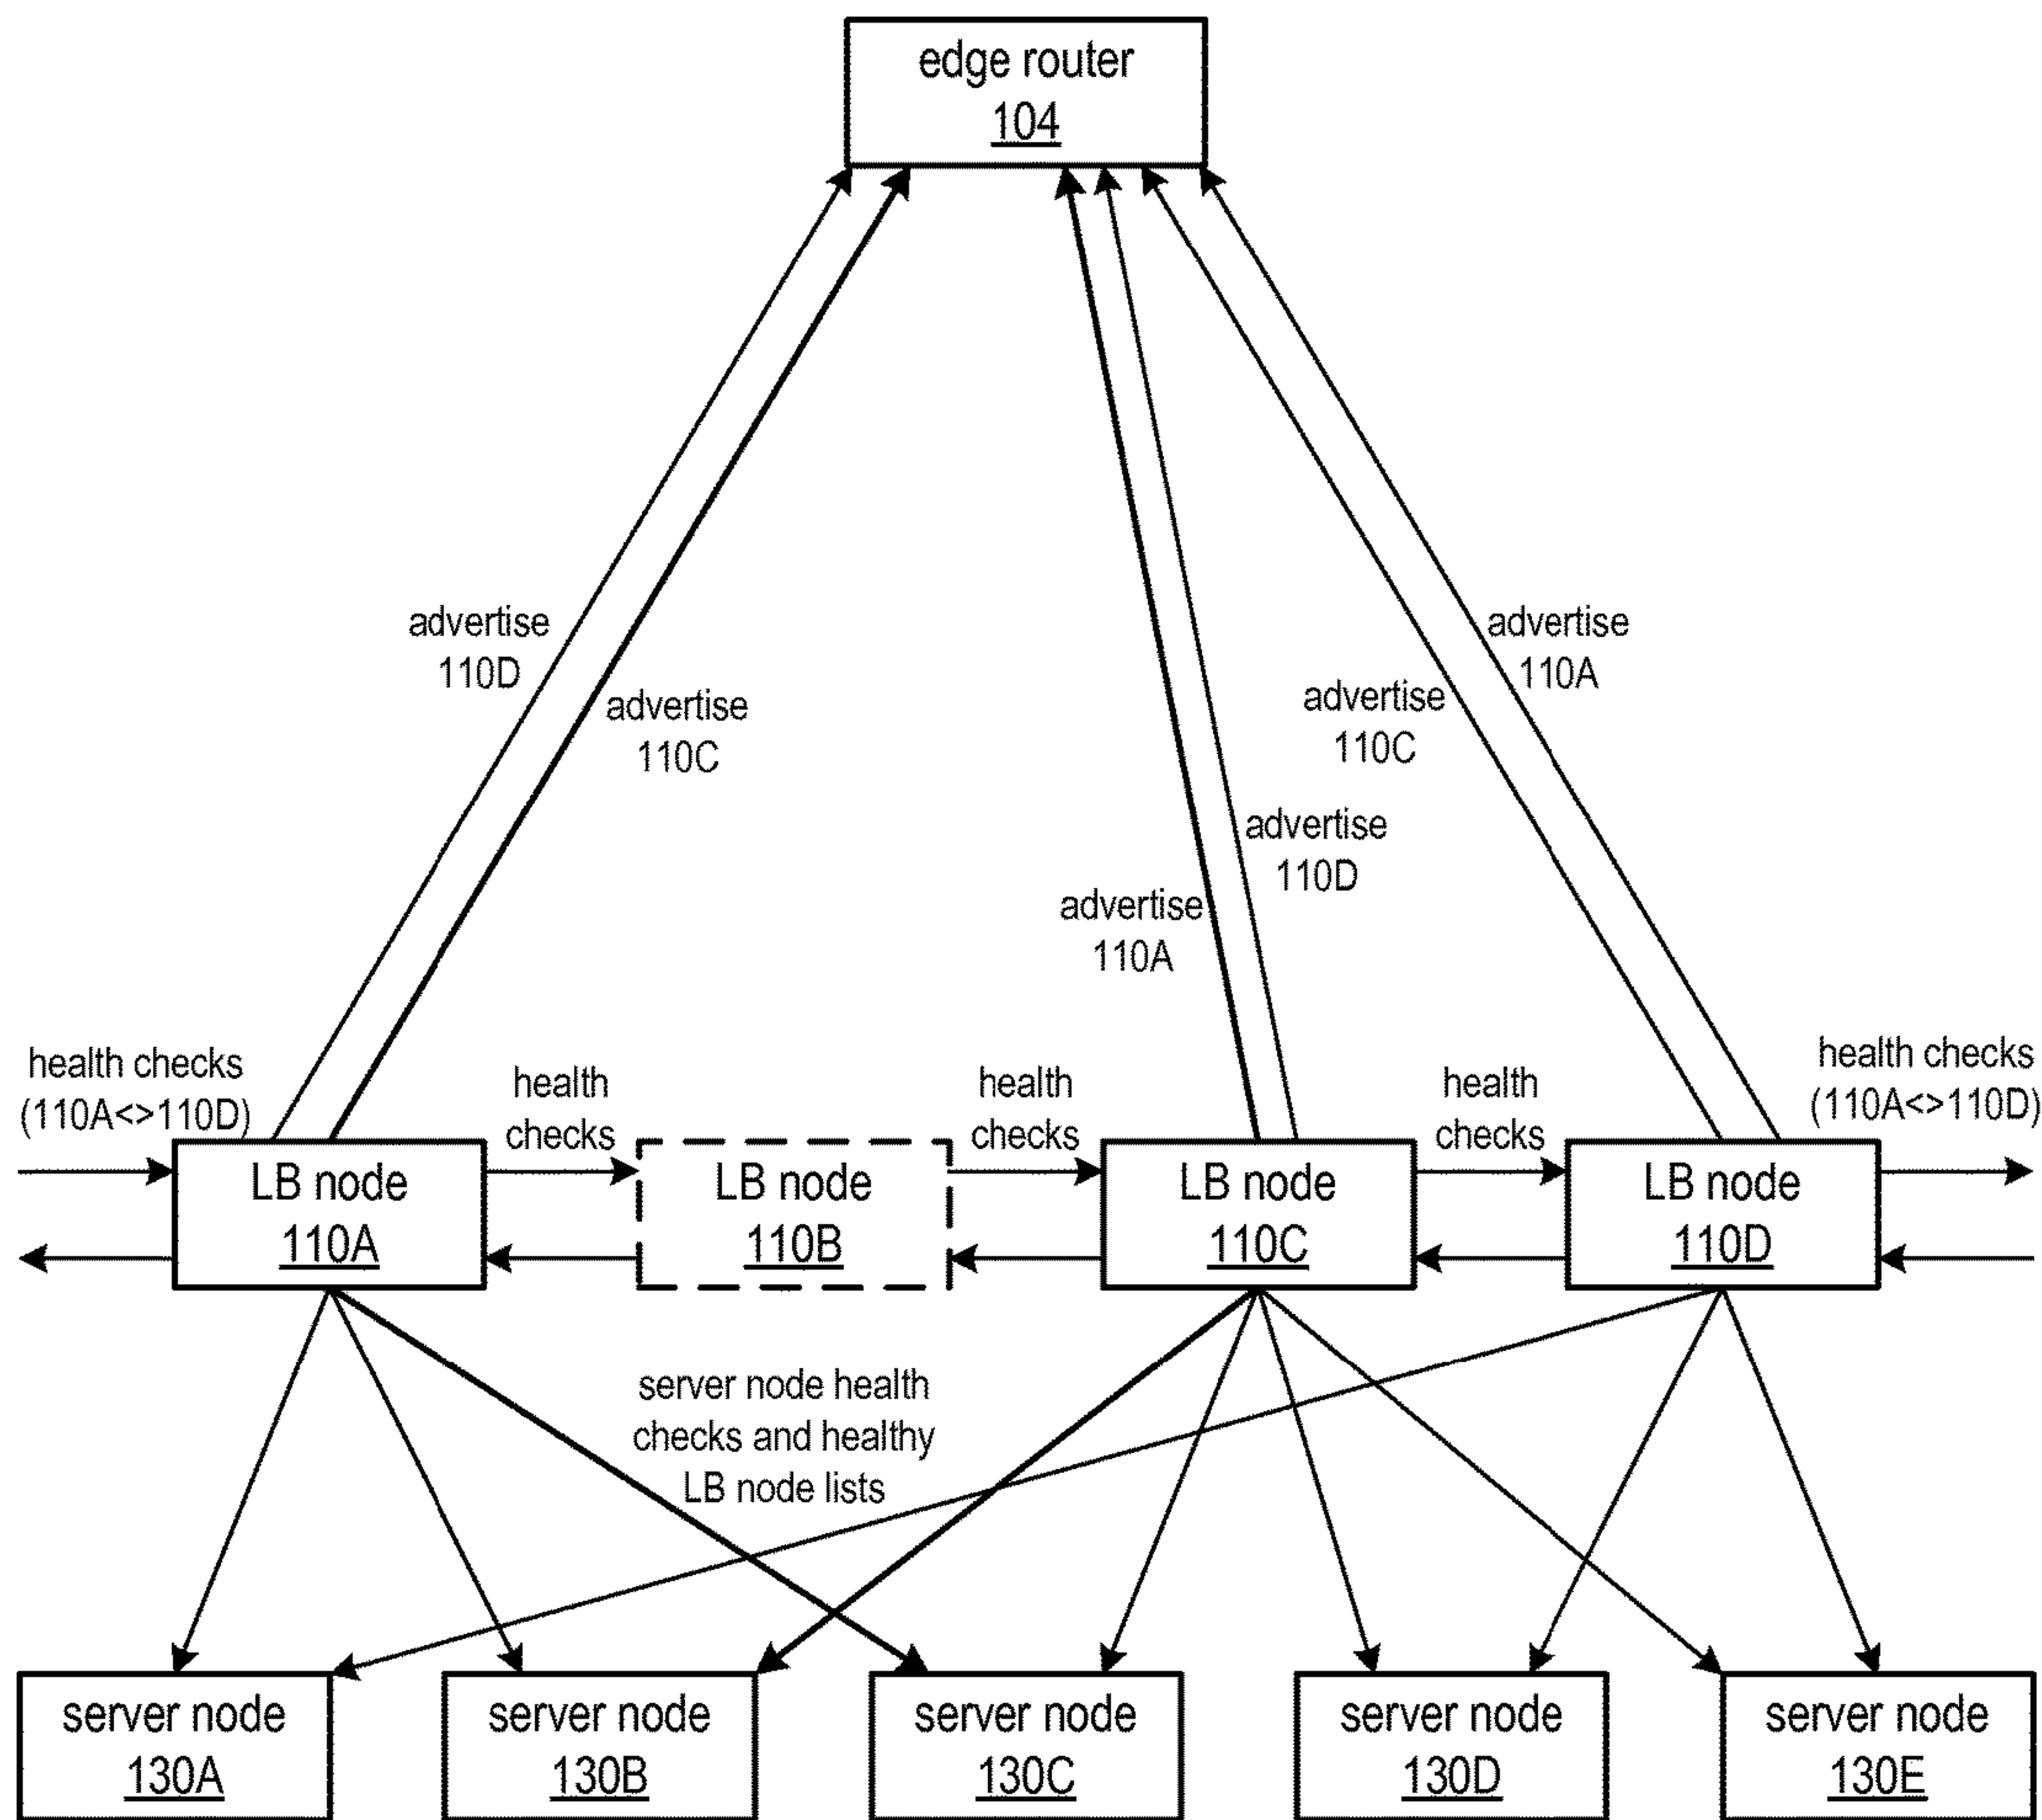 edge router
104
advertise
110D
advertise
110C
advertise
110A
advertise
110C
advertise
110D
advertise
110A
health checks
(110A<>110D)
health
checks
health
checks
health
checks
health checks
(110A<>110D)
LB node
110A
LB node
110B
LB node
110C
LB node
110D
server node health
checks and healthy
LB node lists
server node
130A
server node
130B
server node
130C
server node
130D
server node
130E